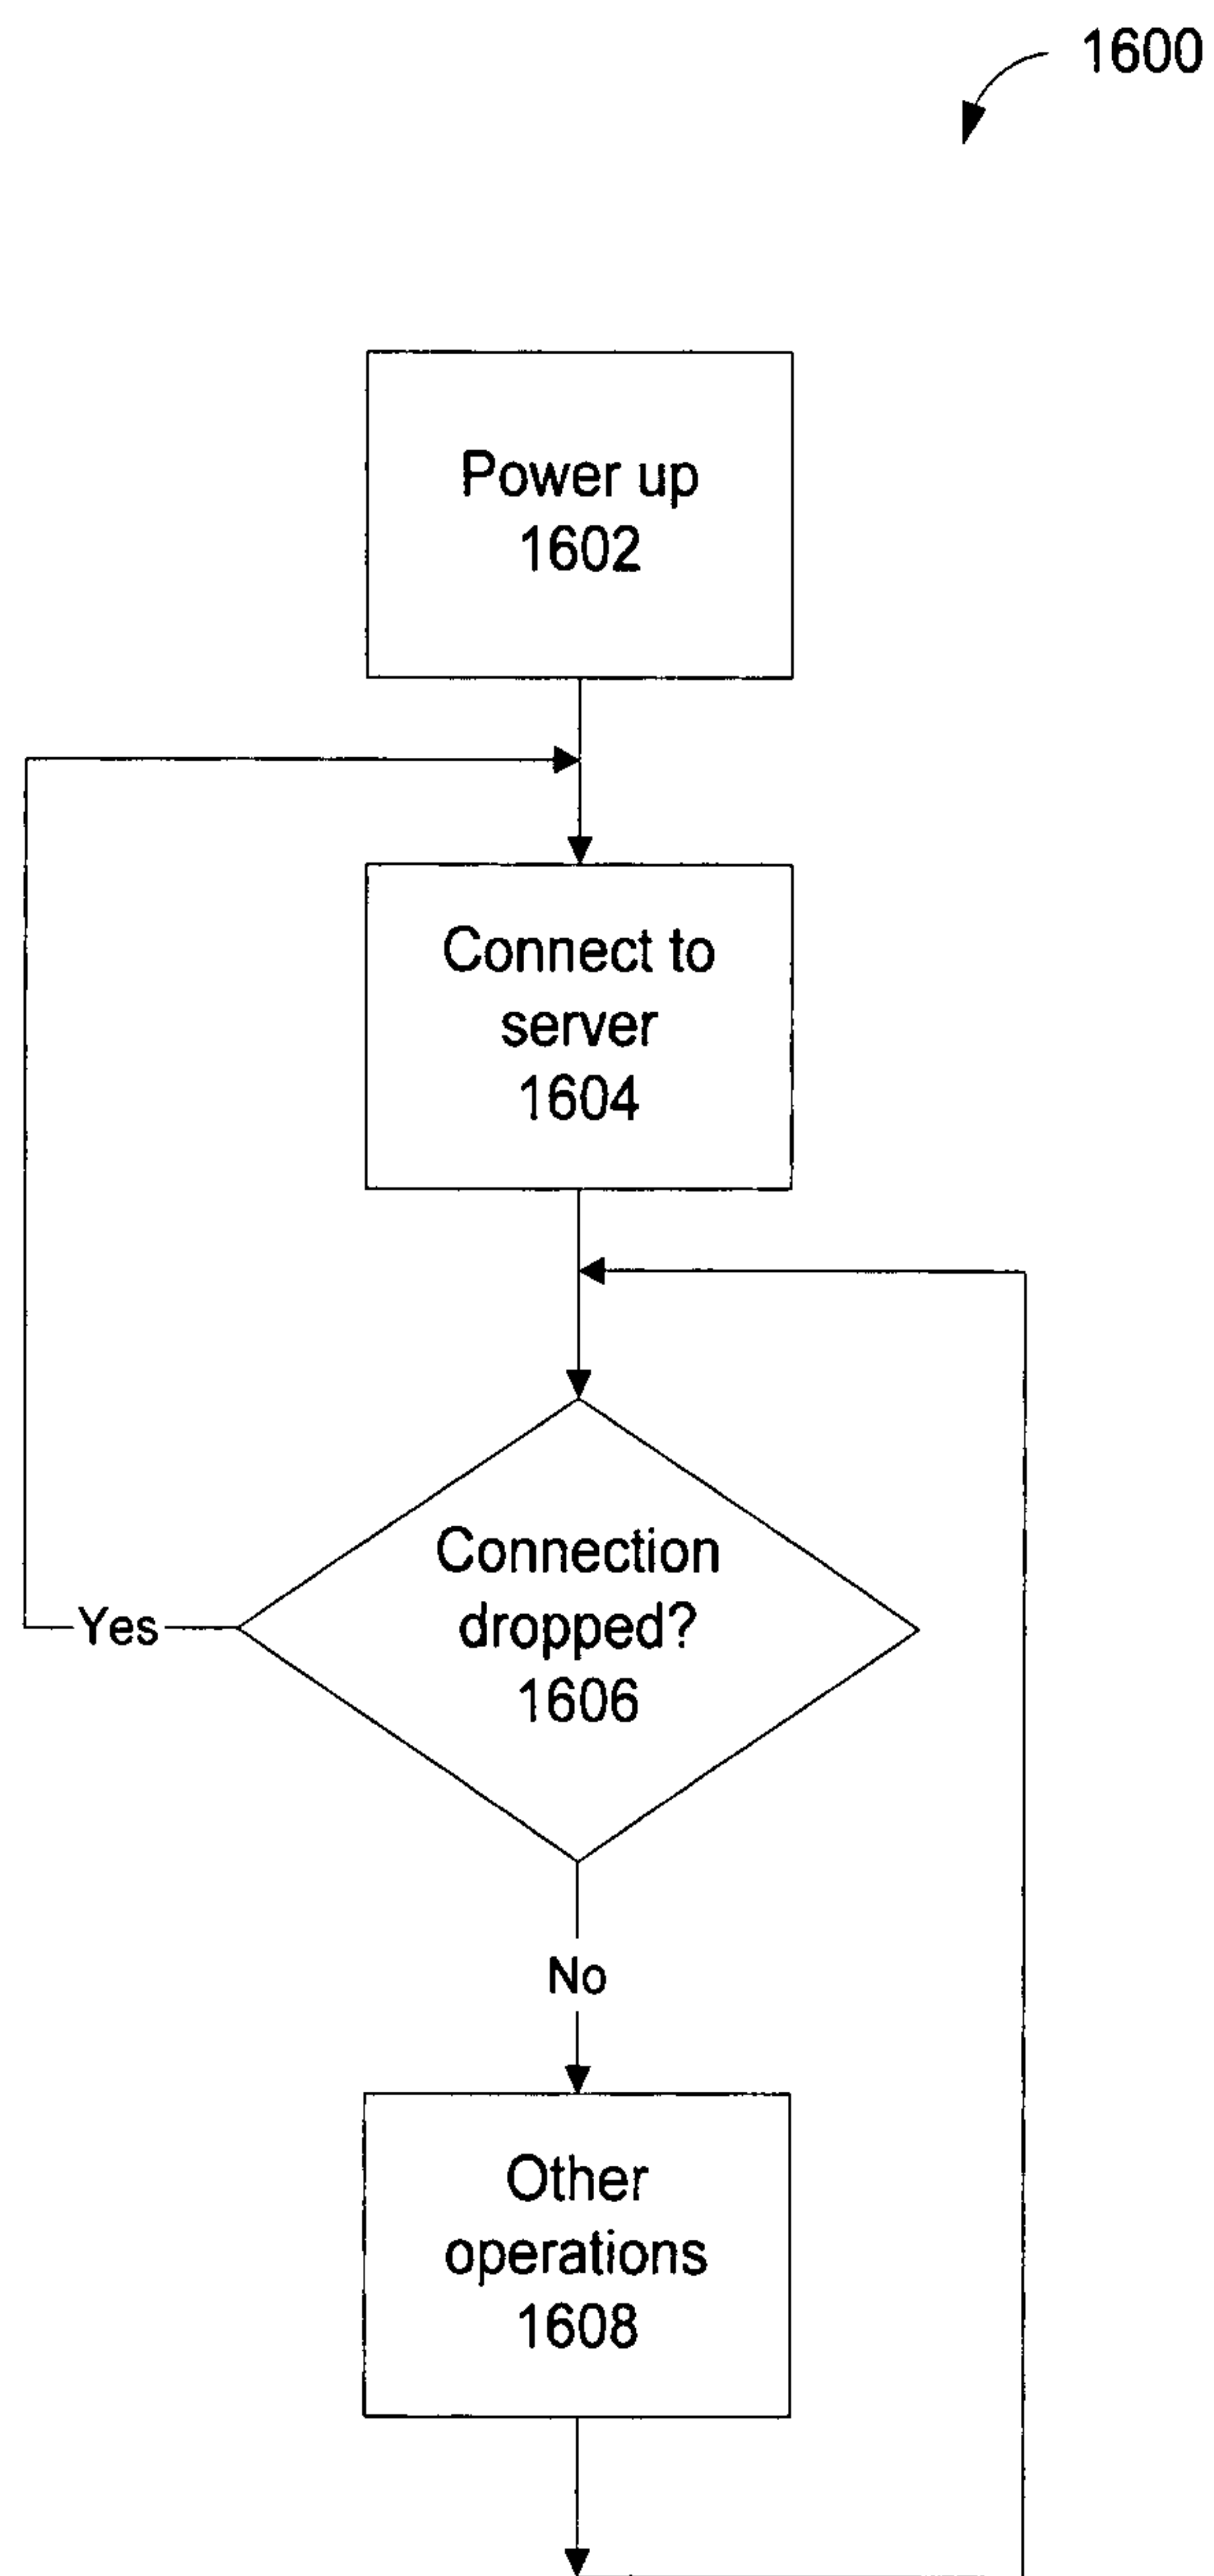 1600
Power up
1602
Connect to
server
1604
Connection
dropped?
1606
Yes
No
Other
operations
1608